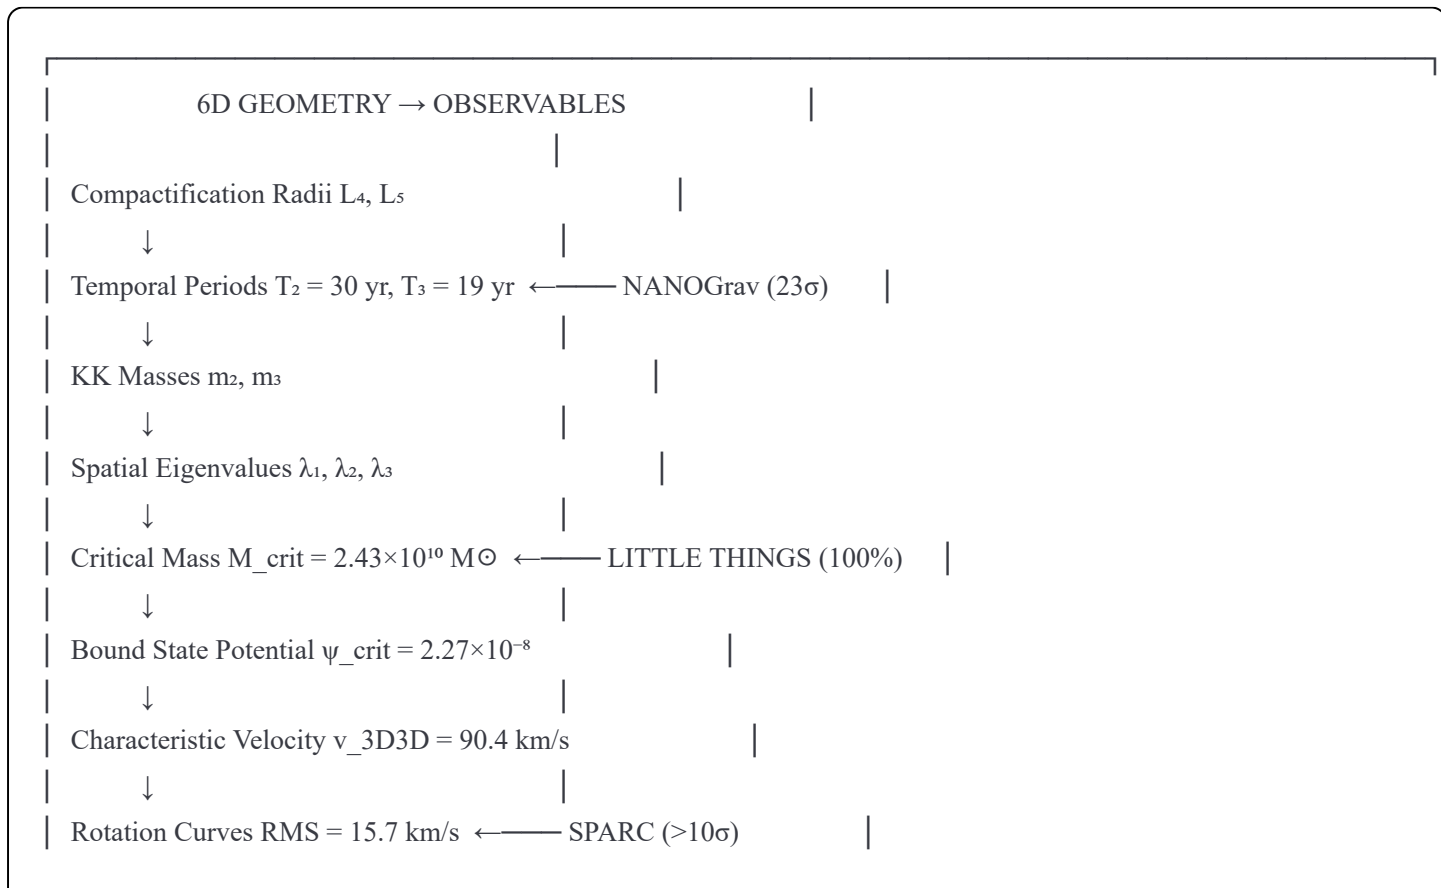 6D GEOMETRY → OBSERVABLES
Compactification Radii L₄, L₅
↓
Temporal Periods T₂ = 30 yr, T₃ = 19 yr ←—— NANOGrav (23σ)
↓
KK Masses m₂, m₃
↓
Spatial Eigenvalues λ₁, λ₂, λ₃
↓
Critical Mass M_crit = 2.43×10¹⁰ M☉ ←—— LITTLE THINGS (100%)
↓
Bound State Potential ψ_crit = 2.27×10⁻⁸
↓
Characteristic Velocity v_3D3D = 90.4 km/s
↓
Rotation Curves RMS = 15.7 km/s ←—— SPARC (>10σ)